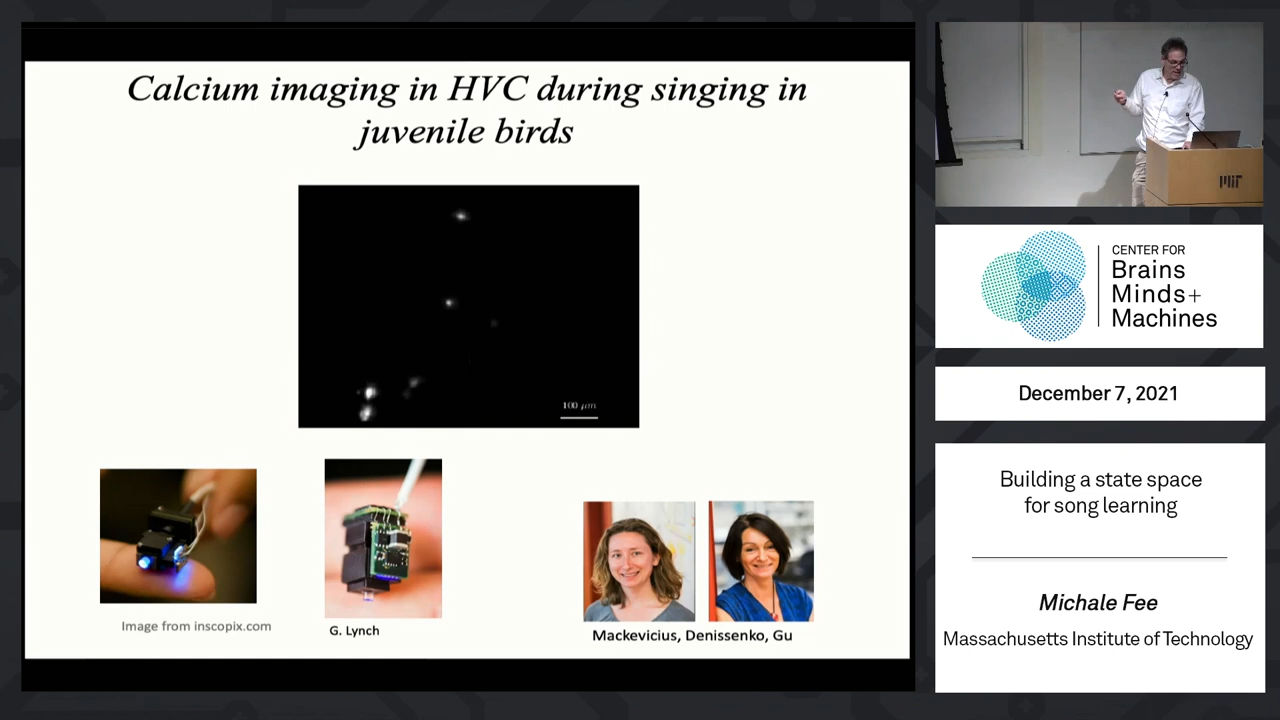 Calcium imaging in HVC during singing in
juvenile birds
100 μm
Image from inscopix.com
G. Lynch
Mackevicius, Denissenko, Gu
MIT
CENTER FOR
Brains
Minds+
Machines
December 7, 2021
Building a state space
for song learning
Michale Fee
Massachusetts Institute of Technology